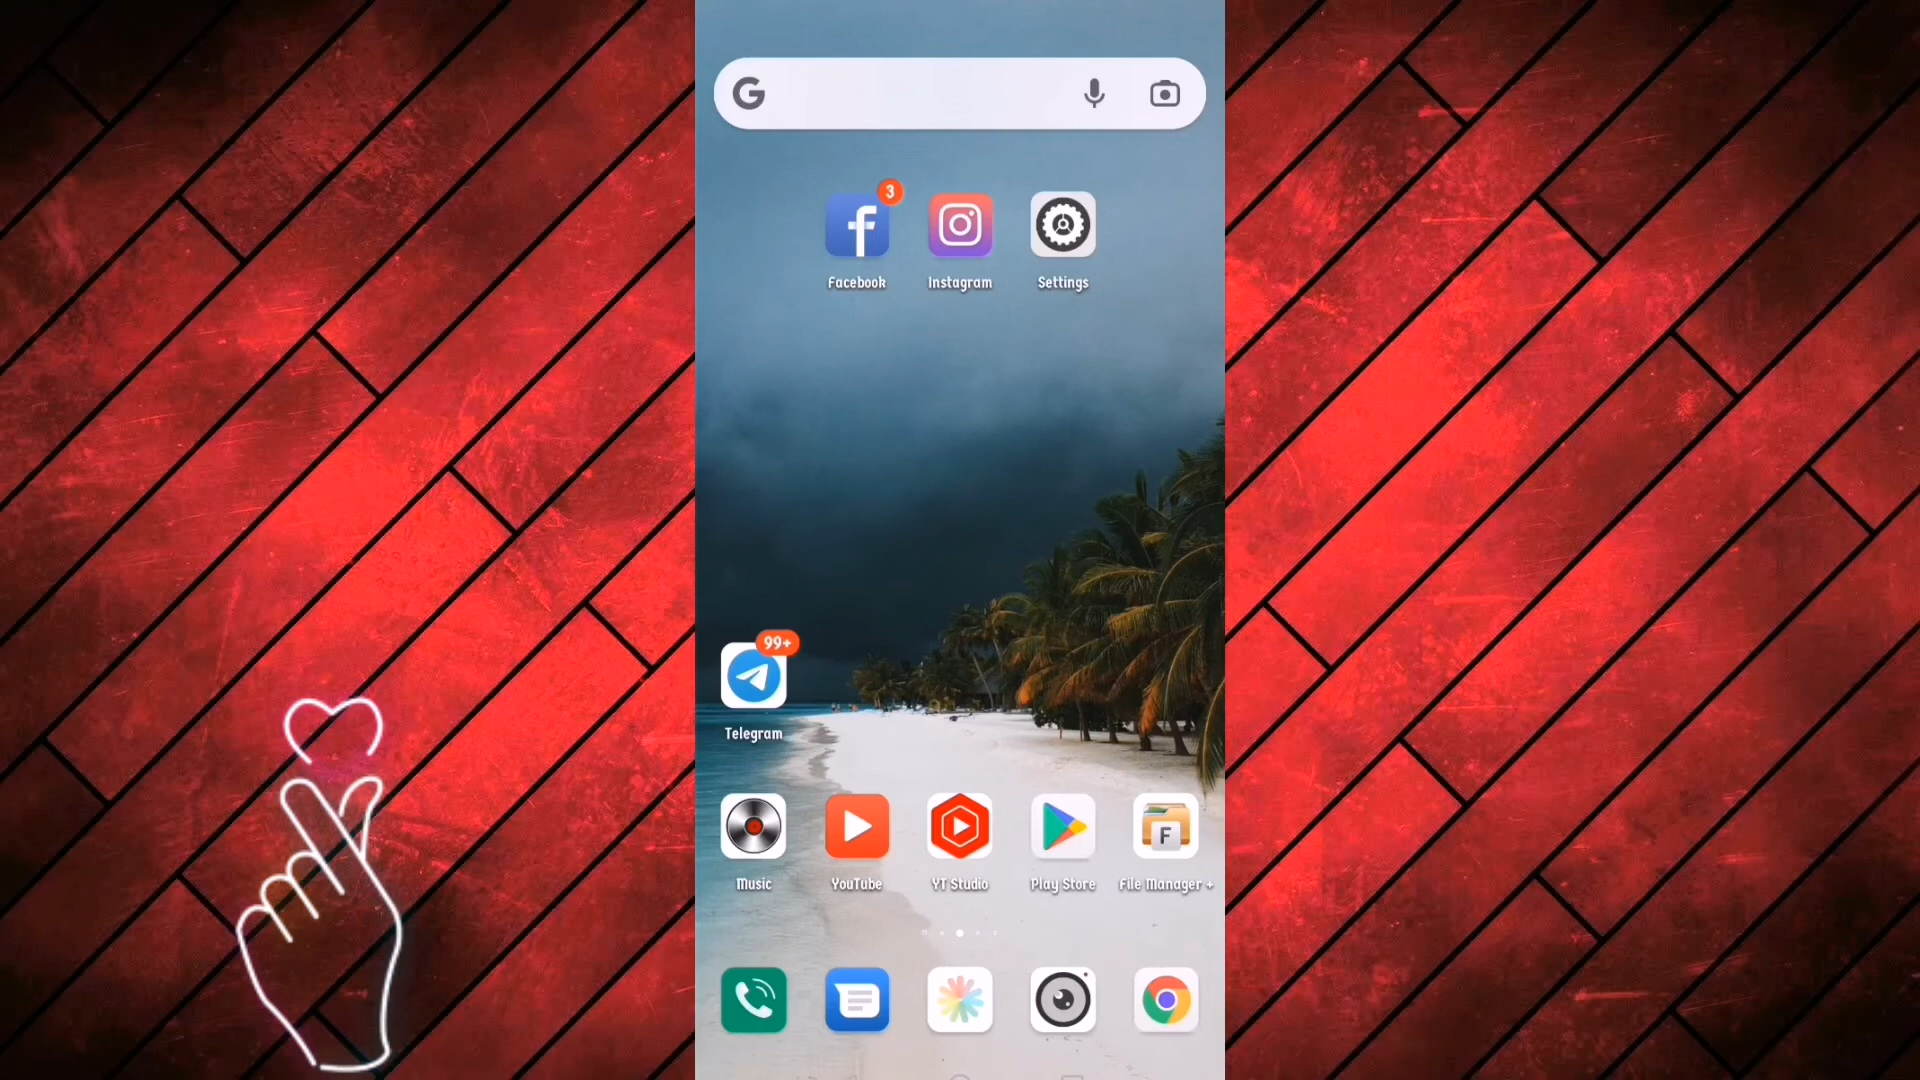 3
Facebook
Instagram
Settings
99+
Telegram
Music
YouTube
YT Studio
Play Store
F
File Manager +